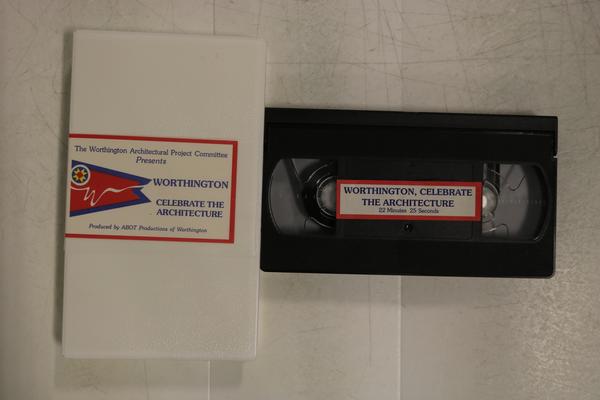 The Worthington Architectural Project Committee
Presents
W
WORTHINGTON
CELEBRATE THE
ARCHITECTURE
Produced by ABOT Productions of Worthington
WORTHINGTON, CELEBRATE
THE ARCHITECTURE
22 Minutes 25 Seconds